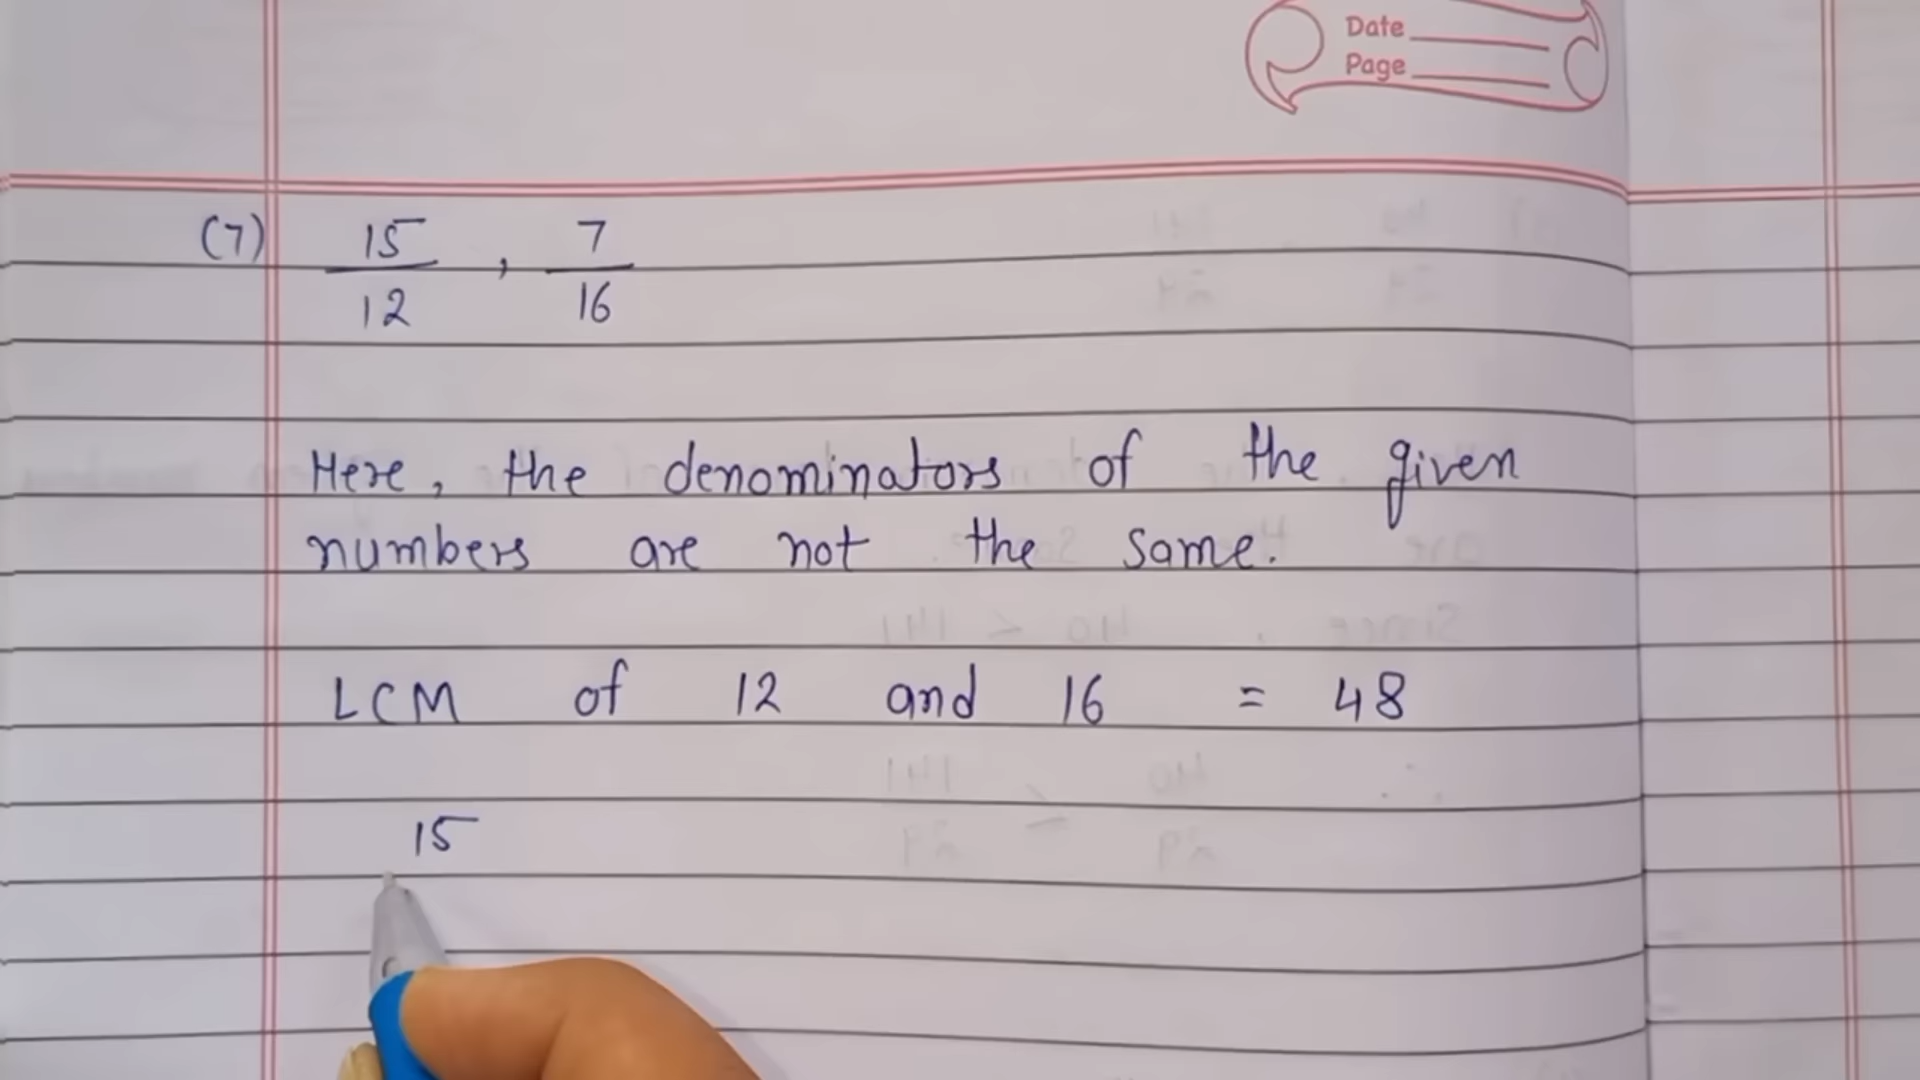 Date
Page
(7) 15/12 , 7/16
Here, the denominators of the given
numbers are not the same.
LCM of 12 and 16 = 48
15